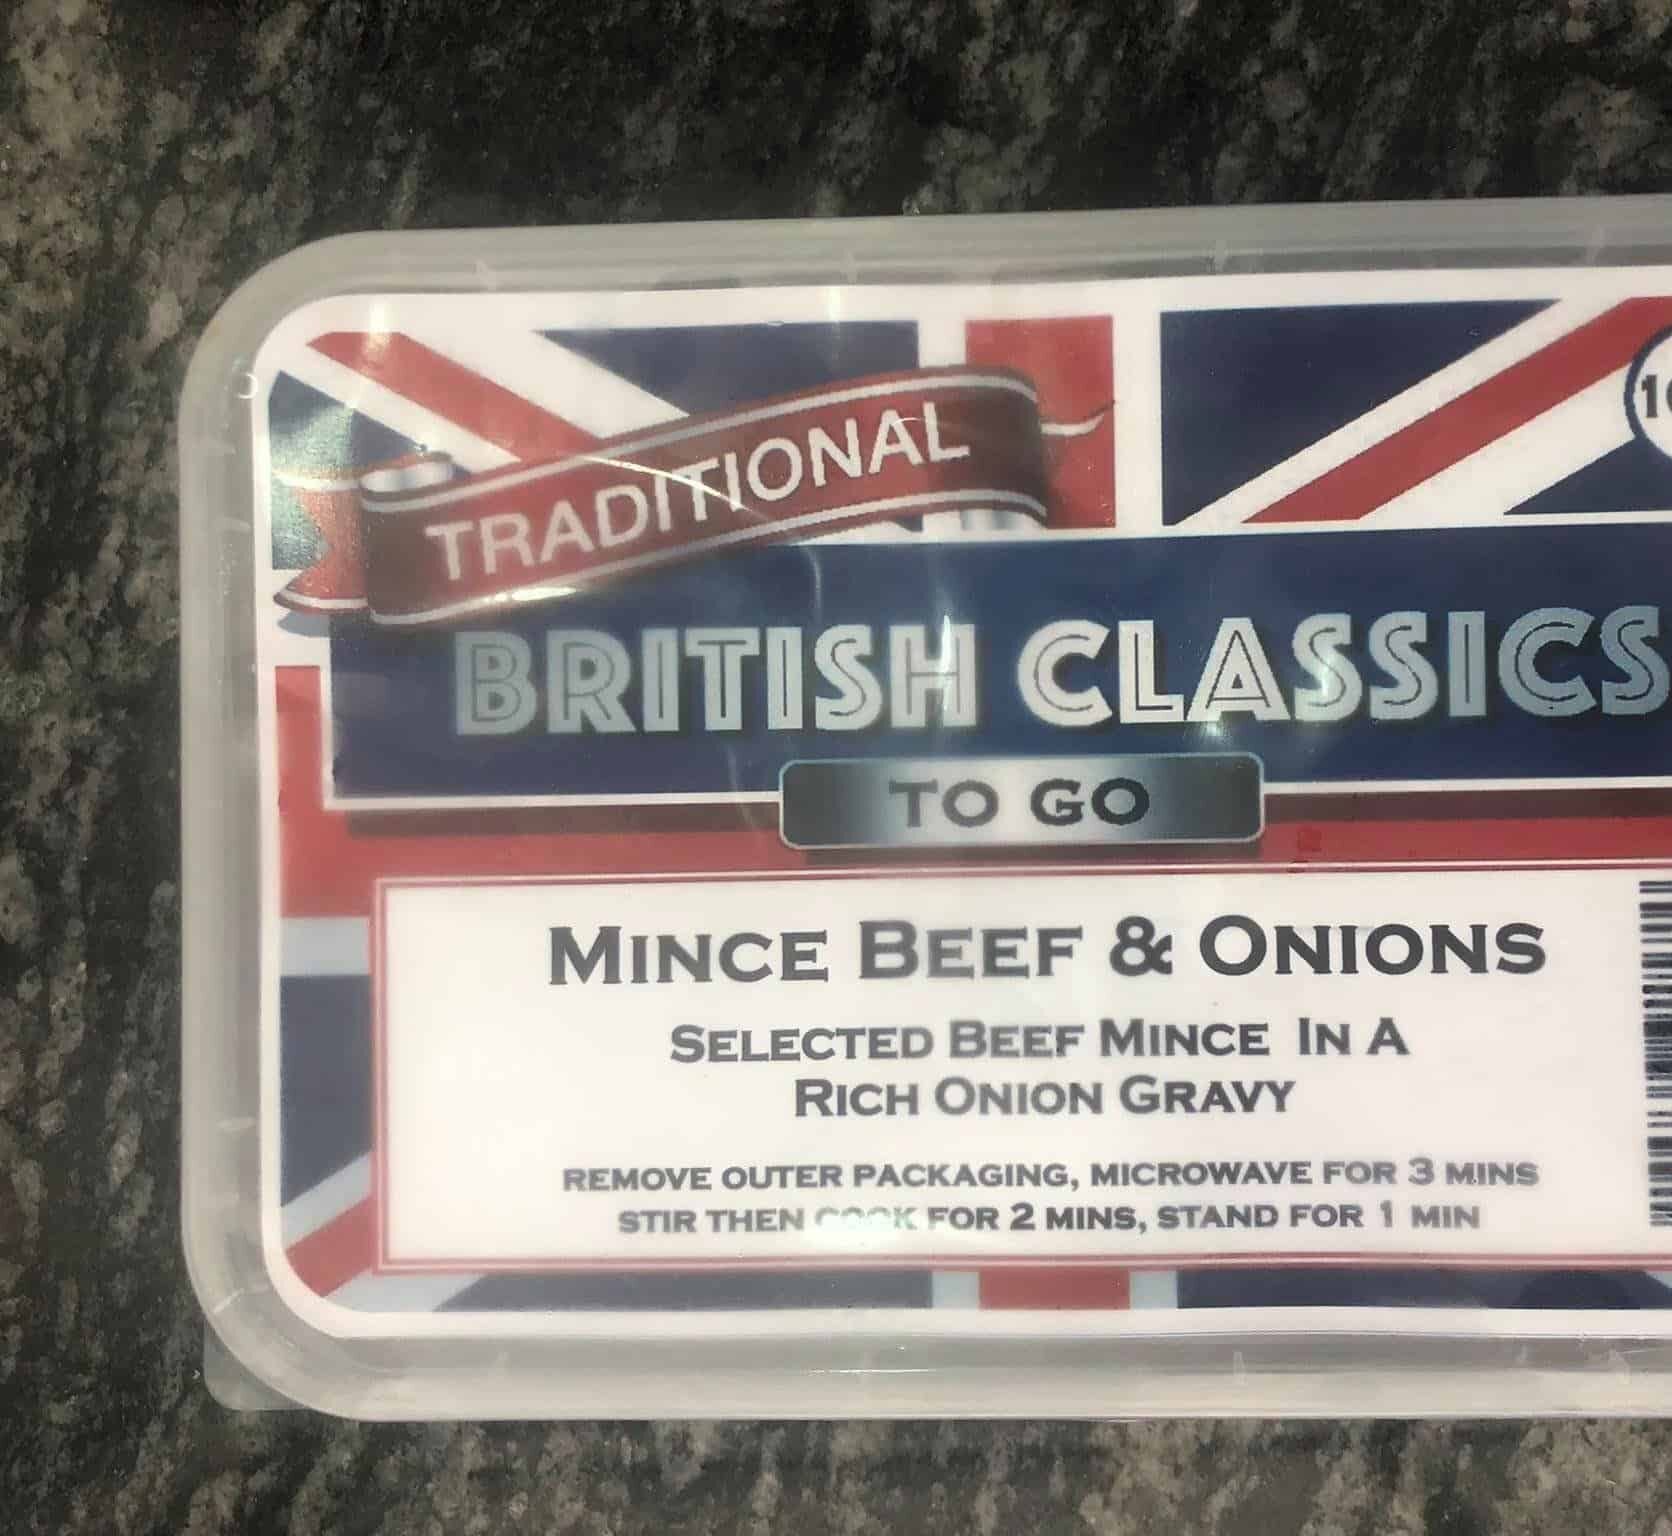 TRADITIONAL
BRITISH CLASSICS
TO GO
MINCE BEEF & ONIONS
SELECTED BEEF MINCE IN A
RICH ONION GRAVY
REMOVE OUTER PACKAGING, MICROWAVE FOR 3 MINS
STIR THEN COOK FOR 2 MINS, STAND FOR 1 MIN